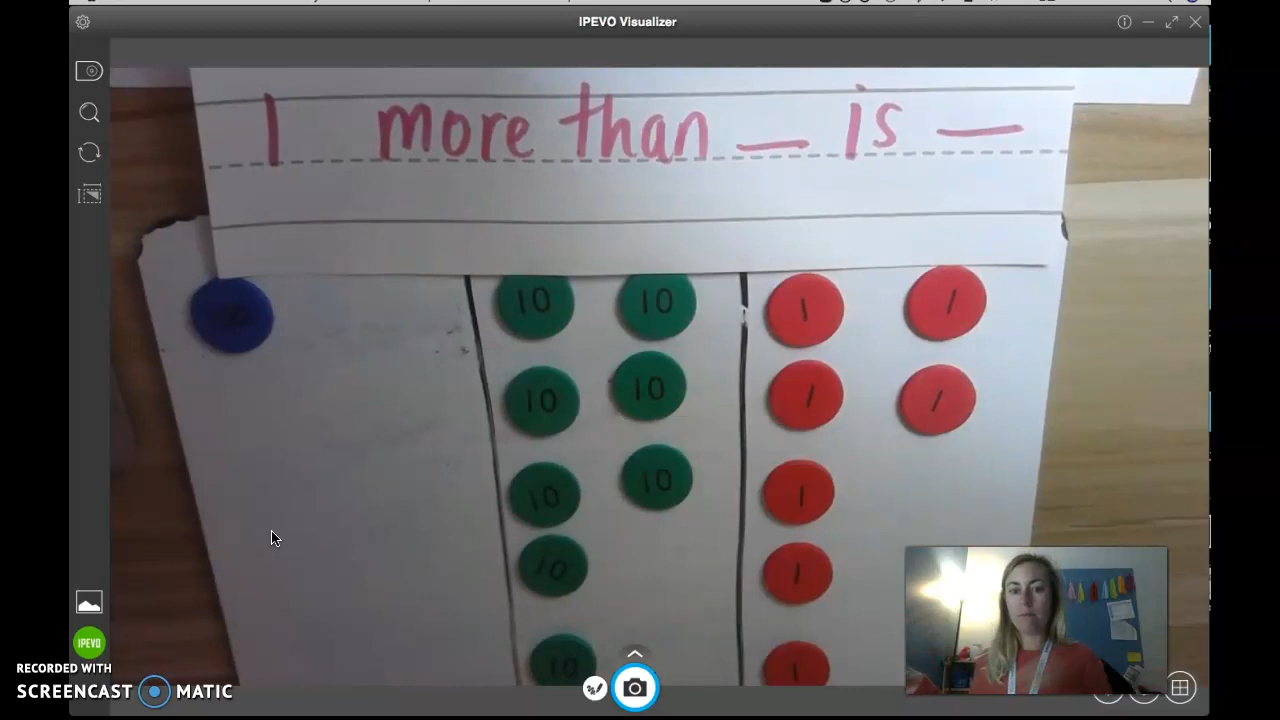 IPEVO Visualizer
1 more than _ is _
10 10 1 1
10 10 1 1
10 10 1
10 1
10 1
IPEVO
RECORDED WITH
SCREENCAST MATIC